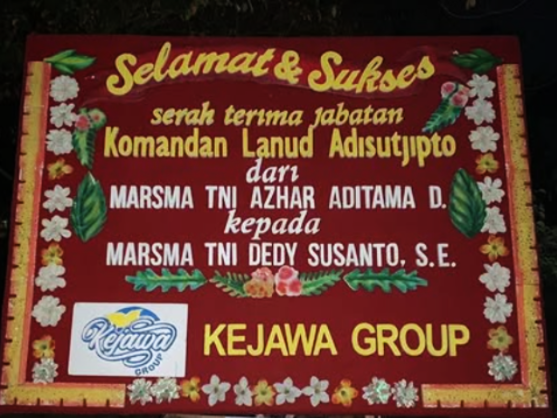 Selamat & Sukses
serah terima jabatan
Komandan Lanud Adisutjipto
dari
MARSMA TNI AZHAR ADITAMA D.
kepada
MARSMA TNI DEDY SUSANTO, S.E.
Kejawa
GROUP
KEJAWA GROUP